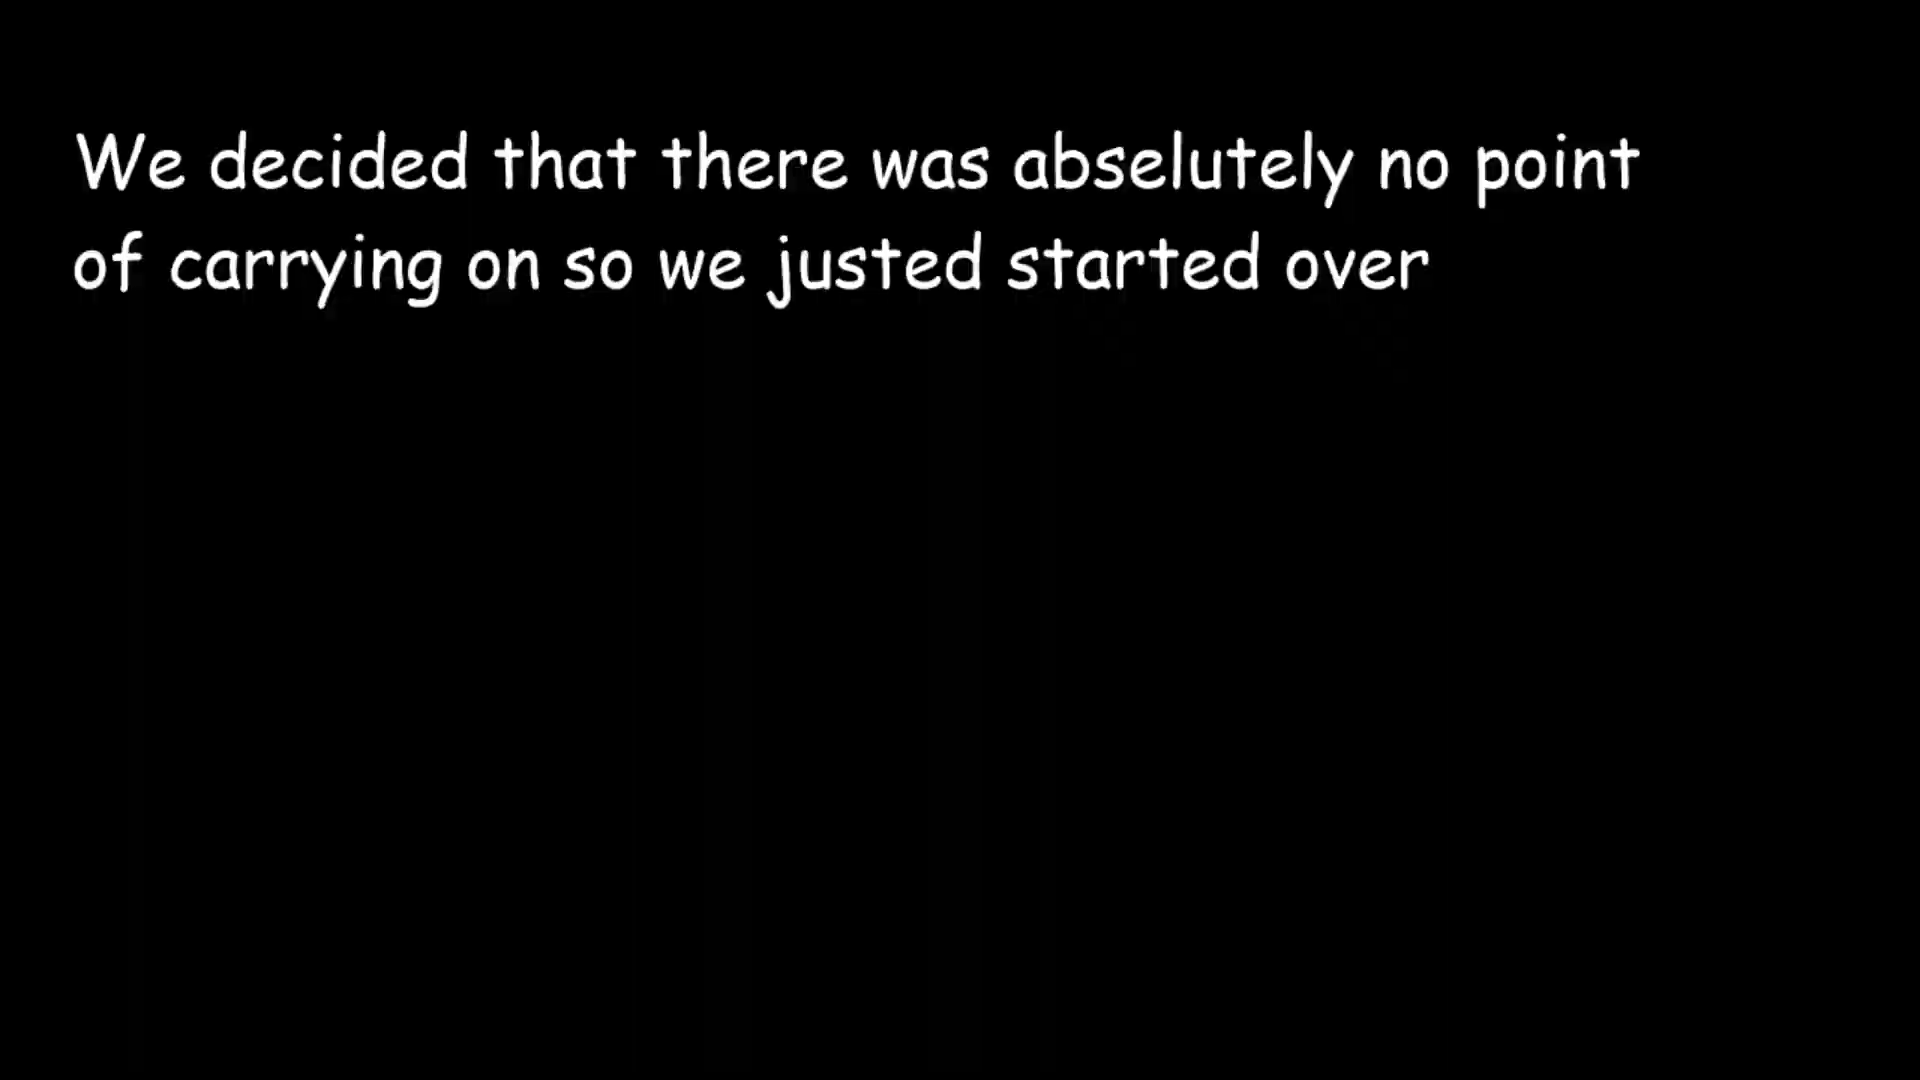 We decided that there was abselutely no point
of carrying on so we justed started over